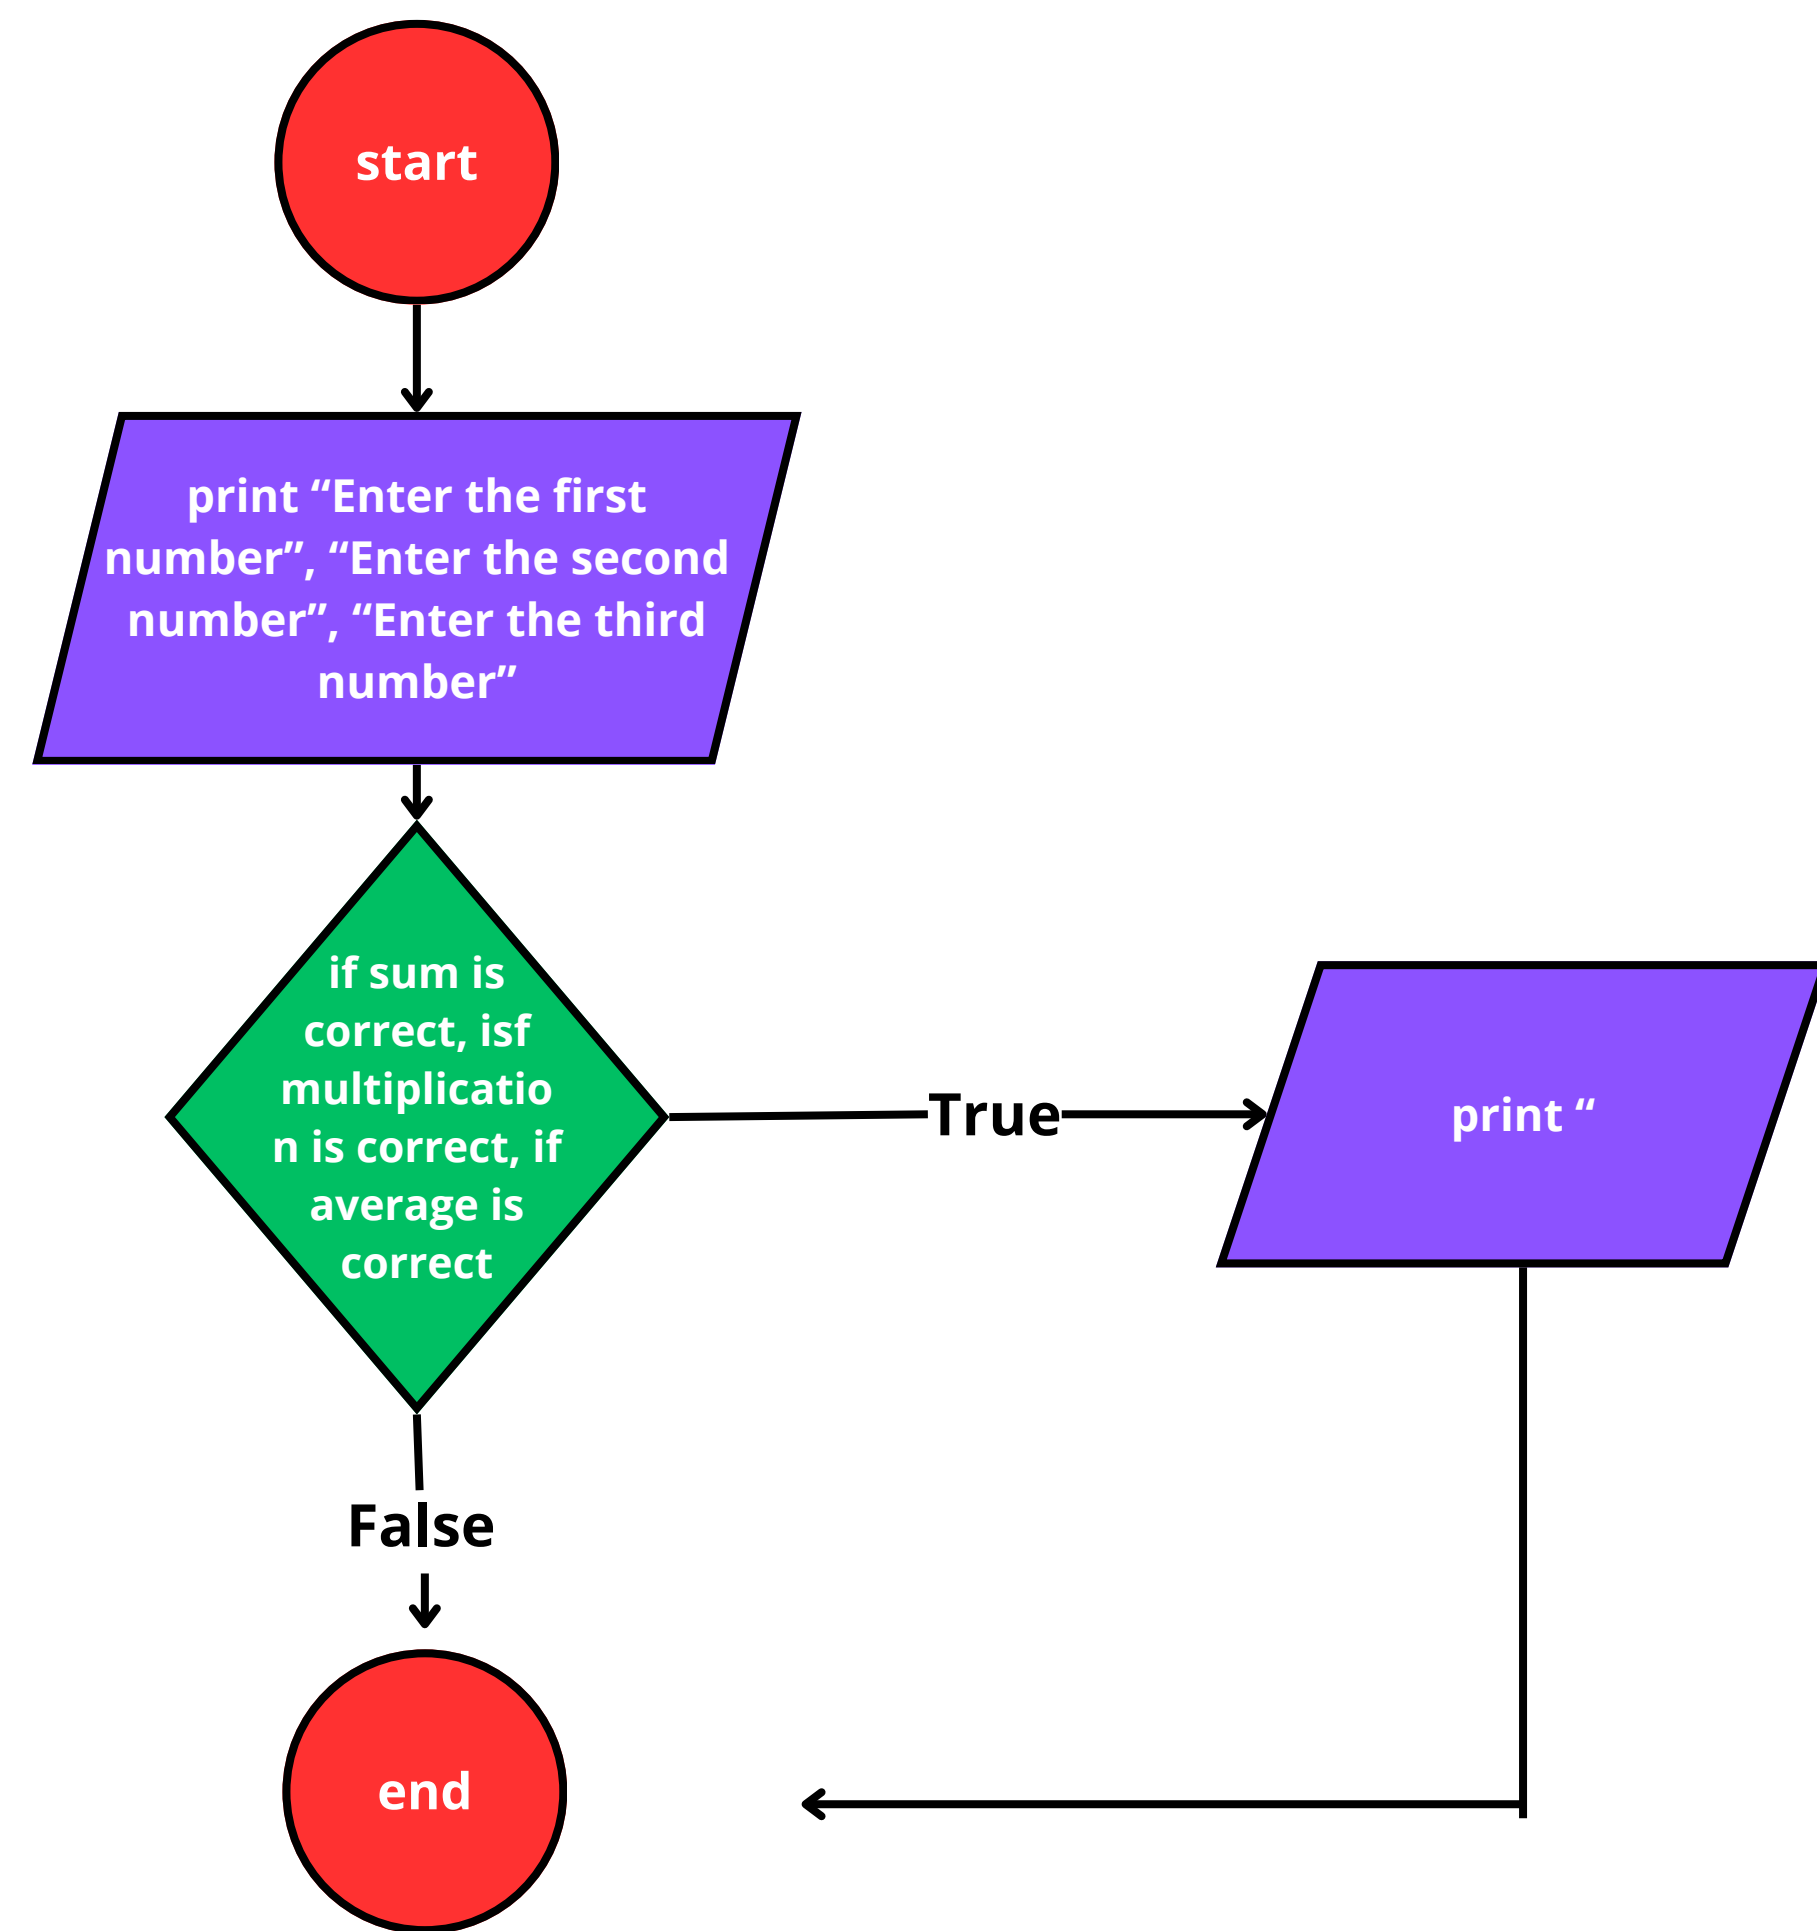 start
print “Enter the first
number”, “Enter the second
number”, “Enter the third
number”
if sum is
correct, isf
multiplicatio
n is correct, if
average is
correct
True
print “
False
end